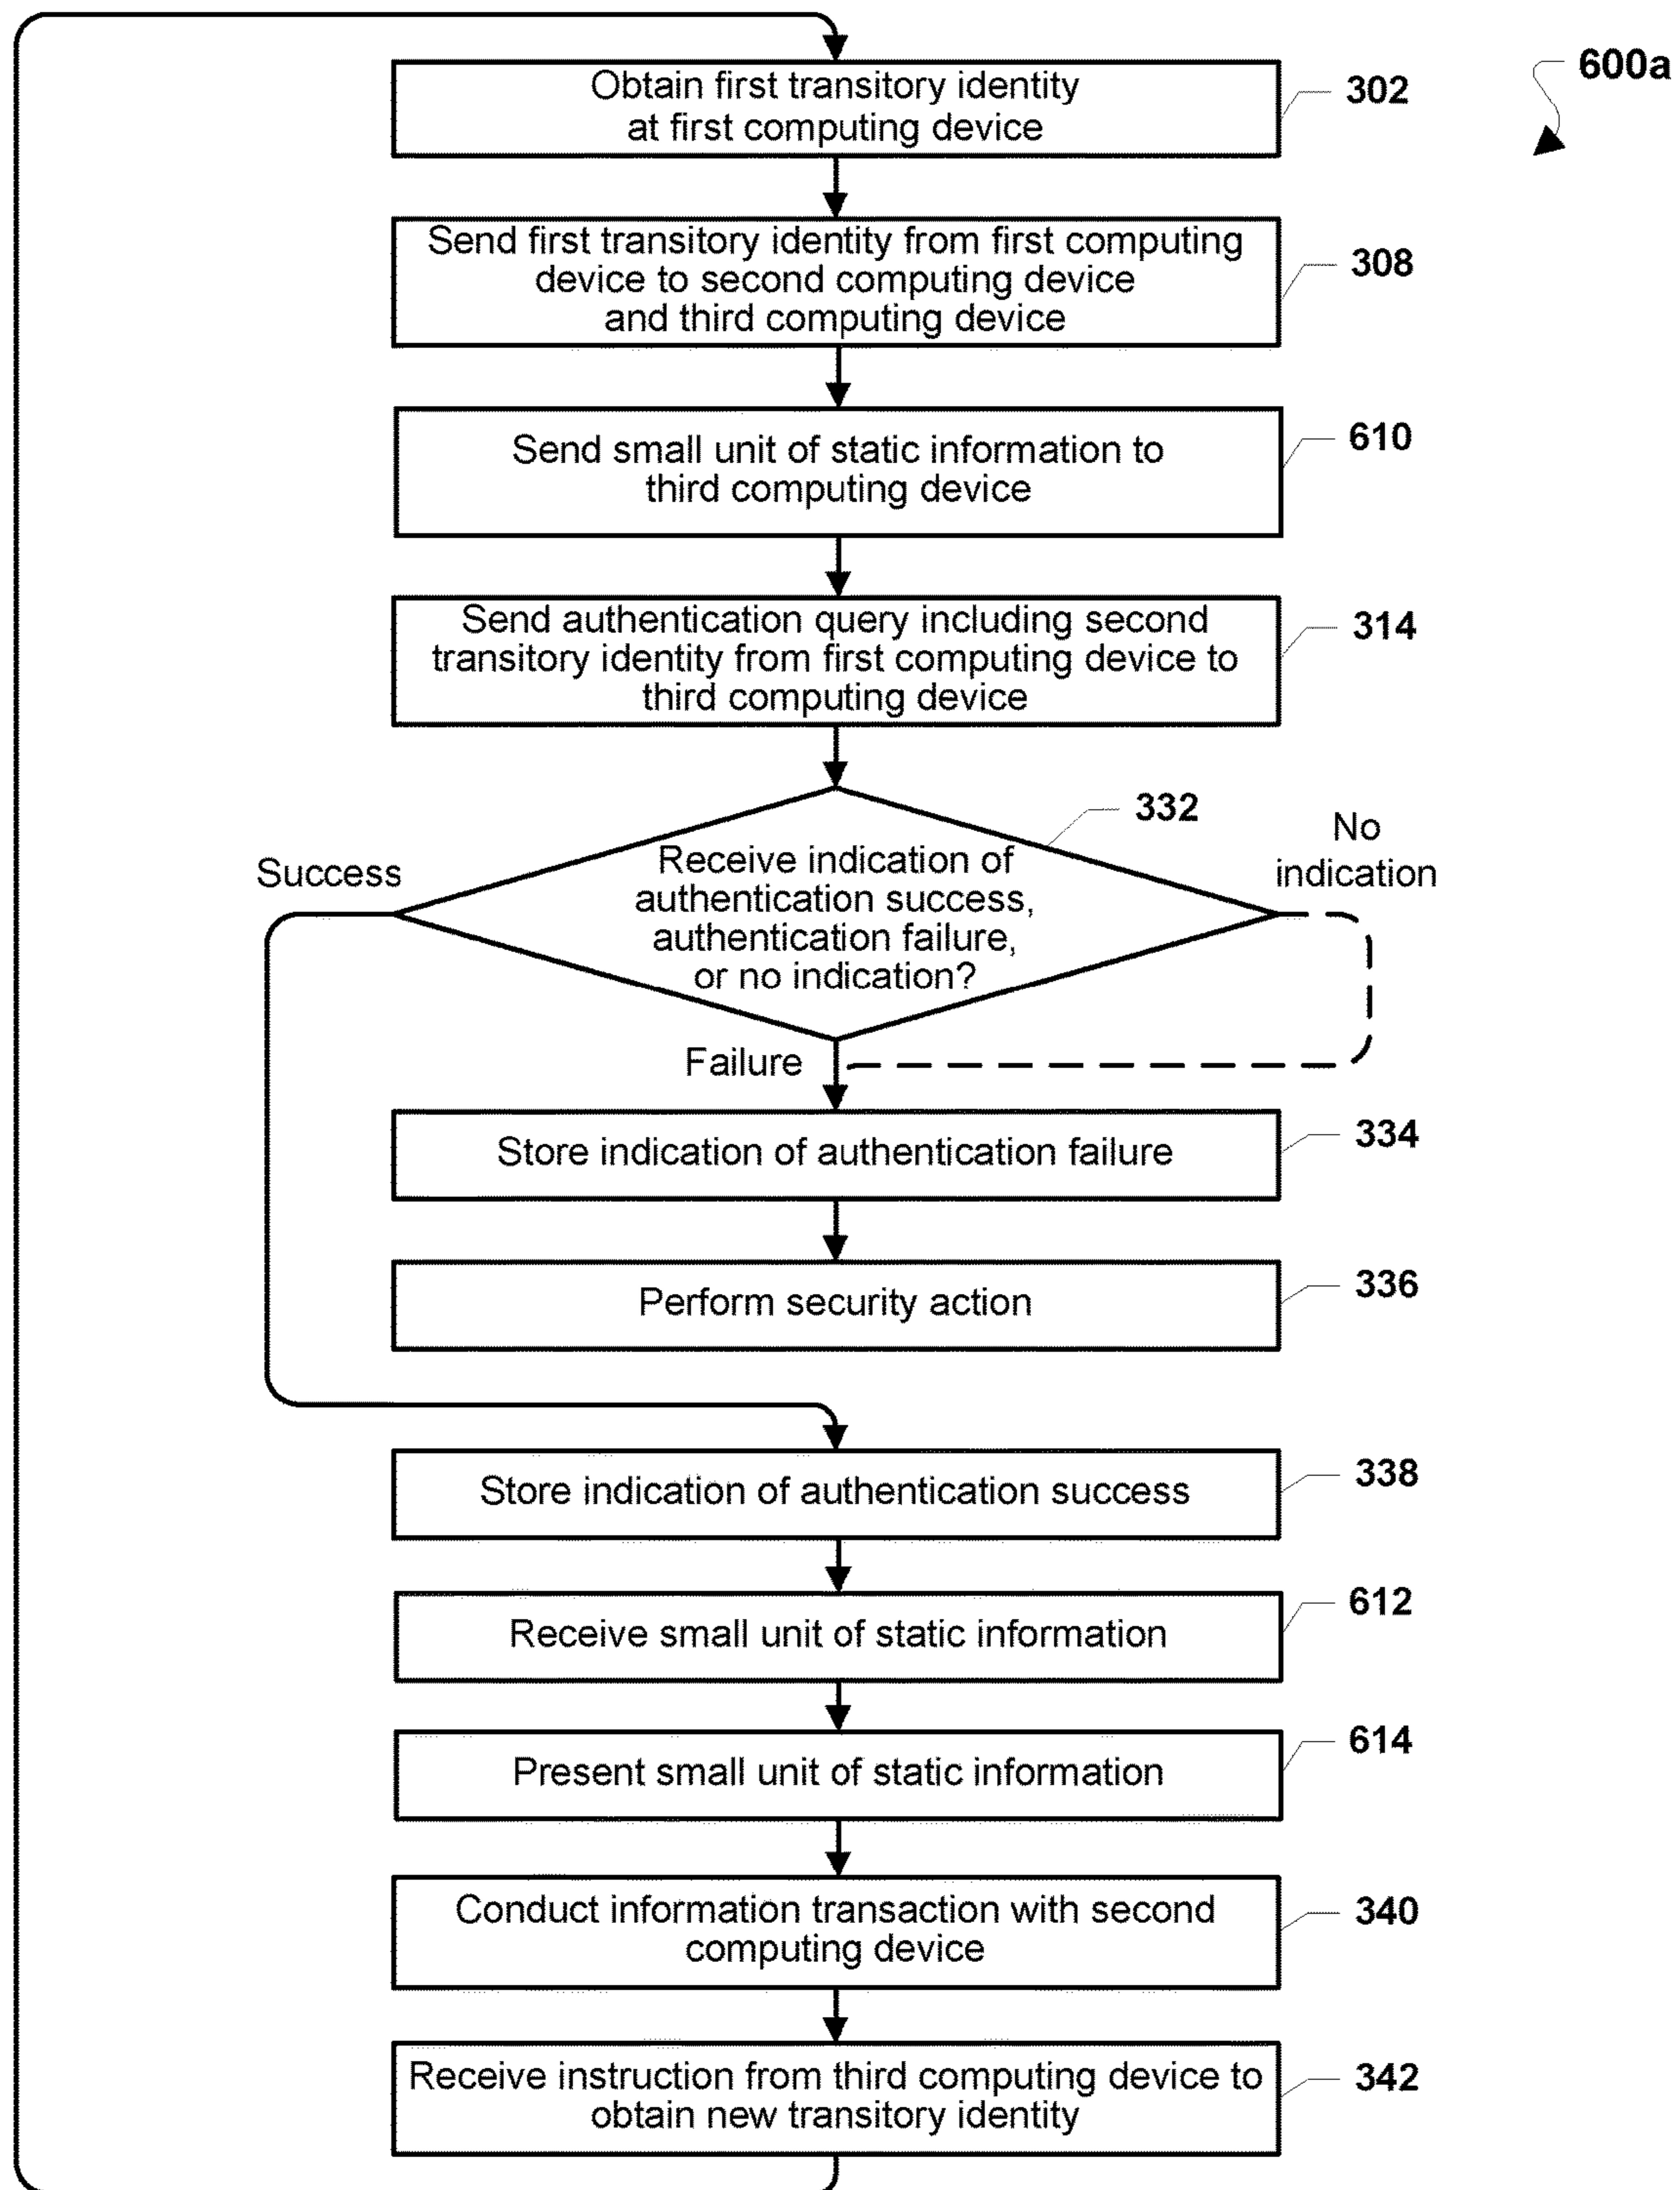 600a
Obtain first transitory identity
at first computing device
302
Send first transitory identity from first computing
device to second computing device
and third computing device
308
Send small unit of static information to
third computing device
610
Send authentication query including second
transitory identity from first computing device to
third computing device
314
332
Receive indication of
authentication success,
authentication failure,
or no indication?
Success
No
indication
Failure
Store indication of authentication failure
334
Perform security action
336
Store indication of authentication success
338
Receive small unit of static information
612
Present small unit of static information
614
Conduct information transaction with second
computing device
340
Receive instruction from third computing device to
obtain new transitory identity
342